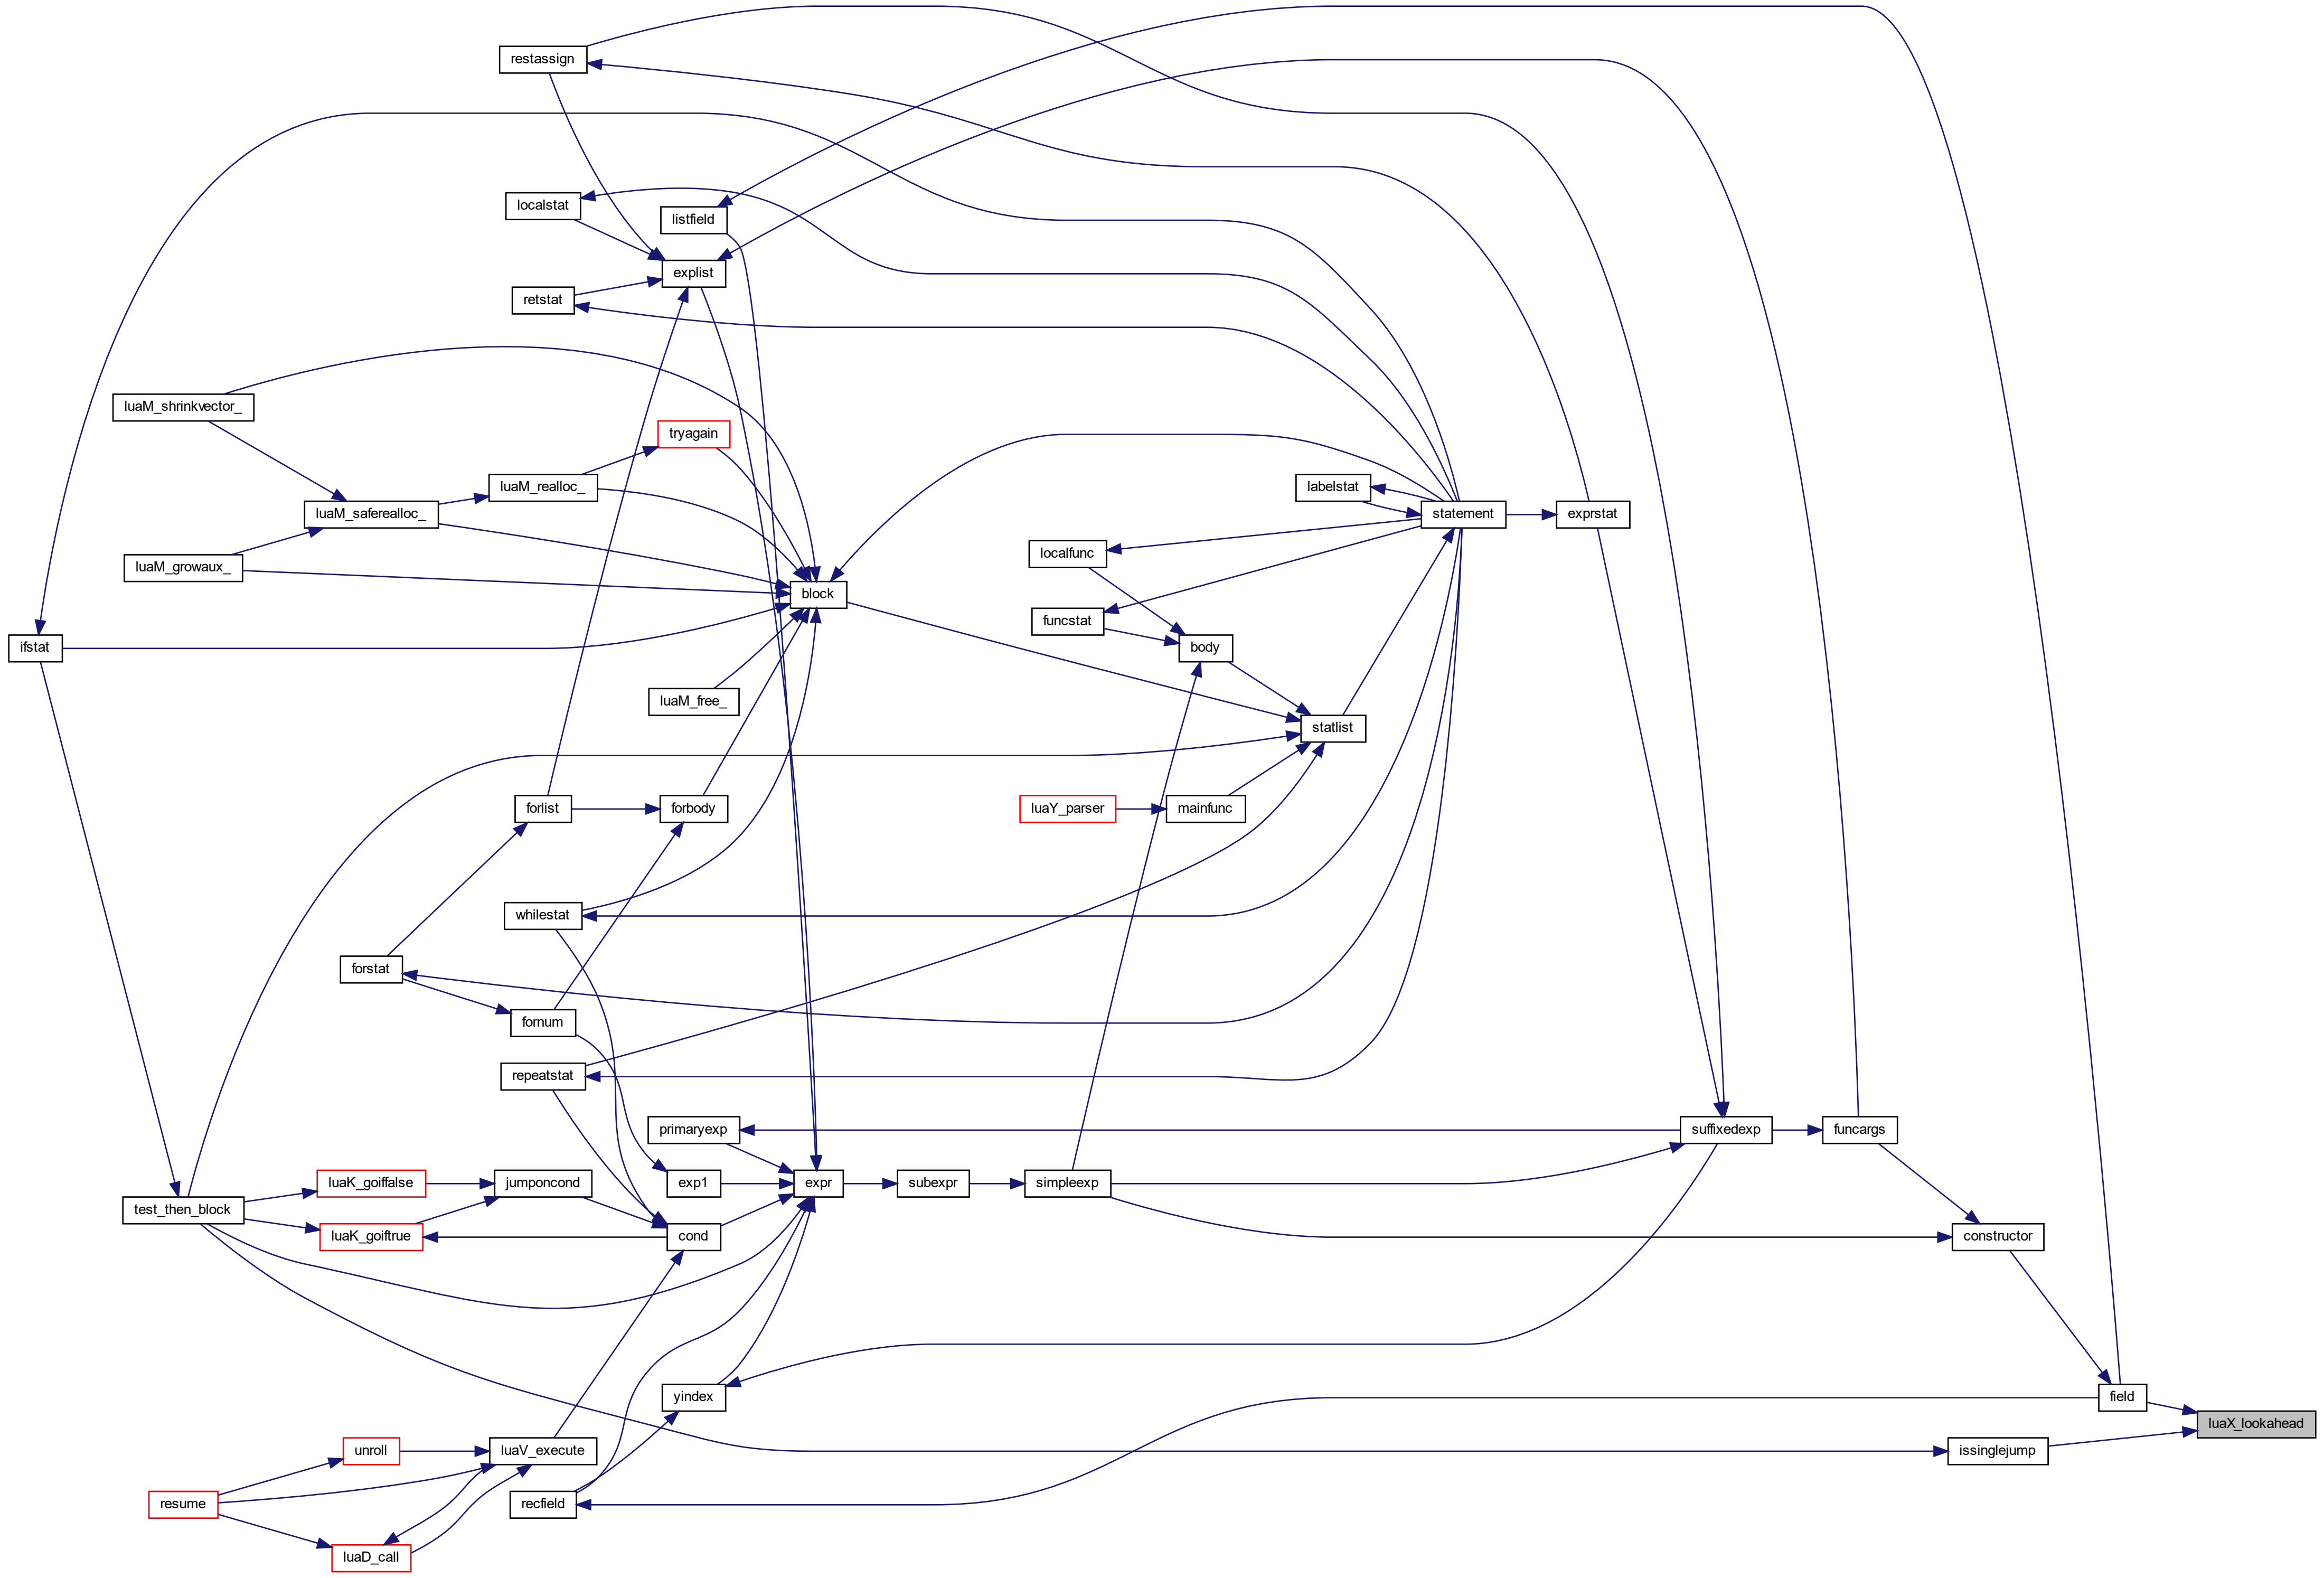 restassign
localstat
listfield
explist
retstat
luaM_shrinkvector_
tryagain
luaM_realloc_
labelstat
luaM_saferealloc_
statement
exprstat
localfunc
luaM_growaux_
block
funcstat
ifstat
body
luaM_free_
statlist
forlist
forbody
luaY_parser
mainfunc
whilestat
forstat
fornum
repeatstat
primaryexp
suffixedexp
funcargs
luaK_goiffalse
jumponcond
exp1
expr
subexpr
simpleexp
test_then_block
luaK_goiftrue
cond
constructor
yindex
field
luaX_lookahead
unroll
luaV_execute
issinglejump
resume
recfield
luaD_call